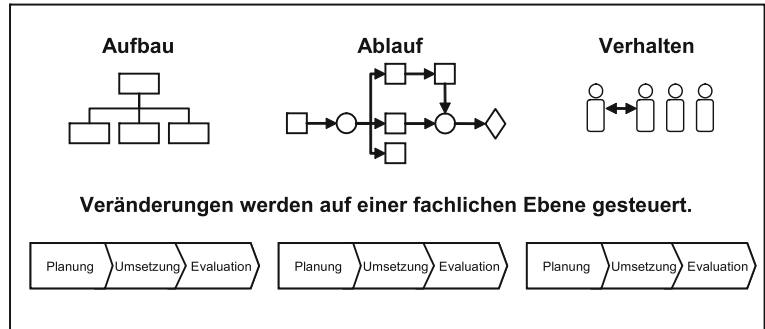 Aufbau Ablauf Verhalten
Veränderungen werden auf einer fachlichen Ebene gesteuert.
Planung Umsetzung Evaluation Planung Umsetzung Evaluation Planung Umsetzung Evaluation